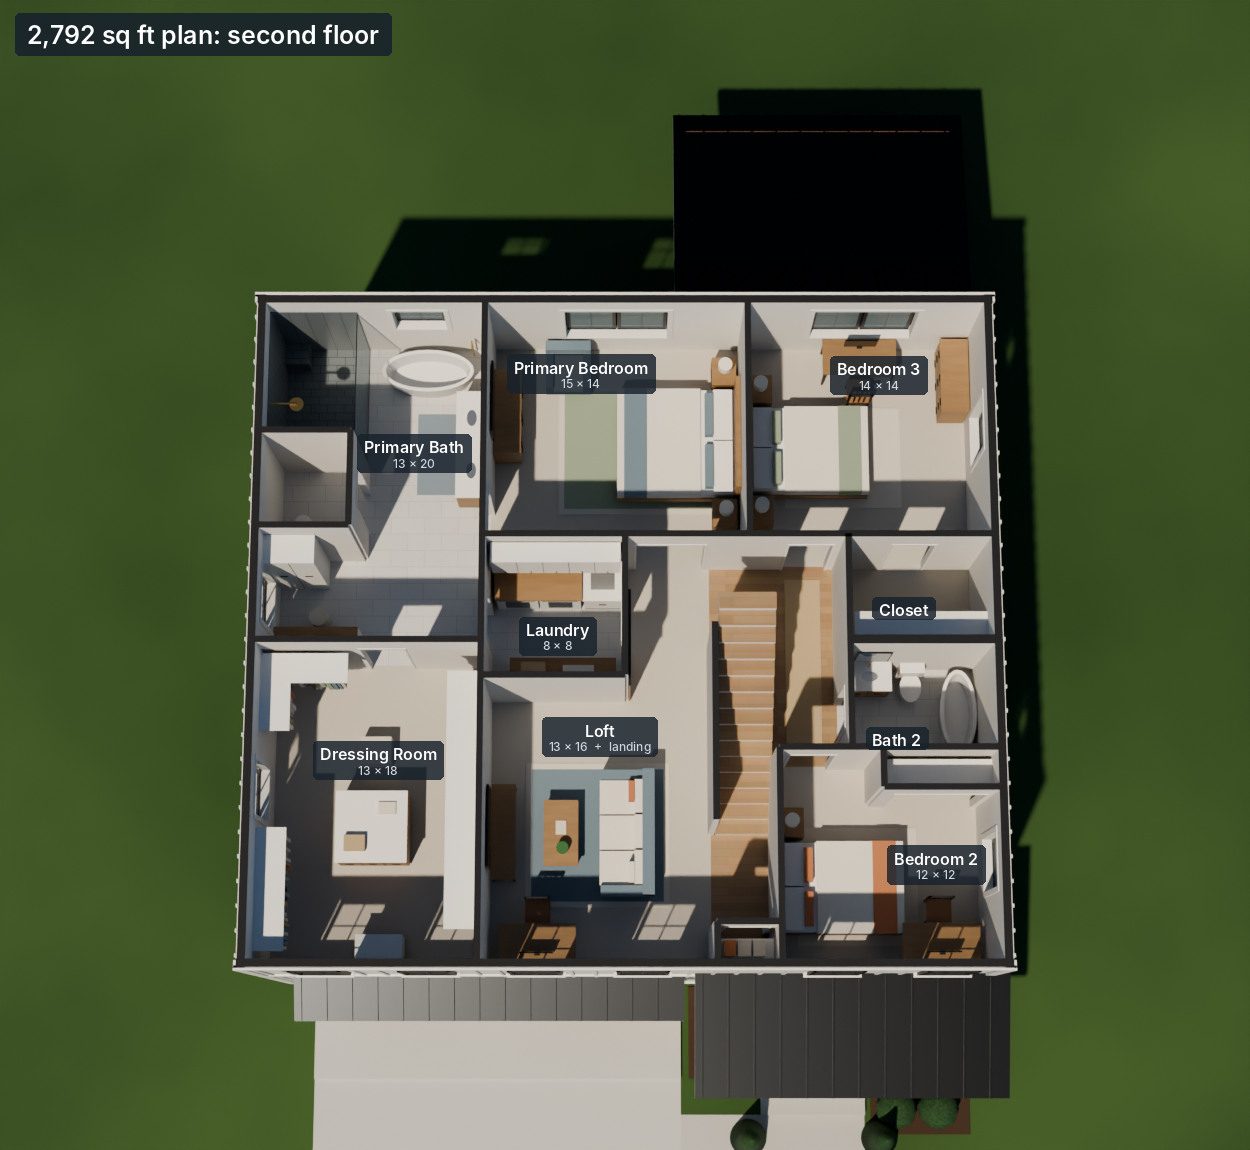 2,792 sq ft plan: second floor
Primary Bedroom
15 × 14
Bedroom 3
14 × 14
Primary Bath
13 × 20
Closet
Laundry
8 × 8
Loft
13 × 16 + landing
Bath 2
Dressing Room
13 × 18
Bedroom 2
12 × 12